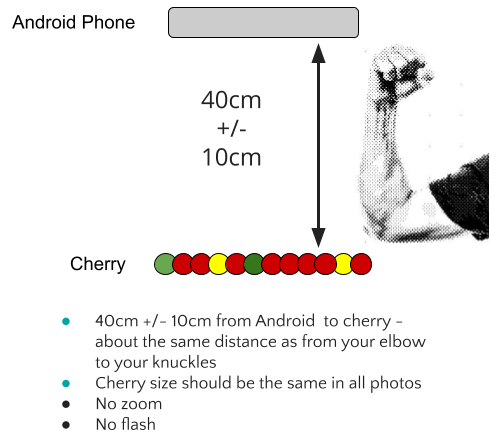 Android Phone
40cm
+/-
10cm
Cherry
● 40cm +/- 10cm from Android to cherry -
about the same distance as from your elbow
to your knuckles
● Cherry size should be the same in all photos
● No zoom
● No flash